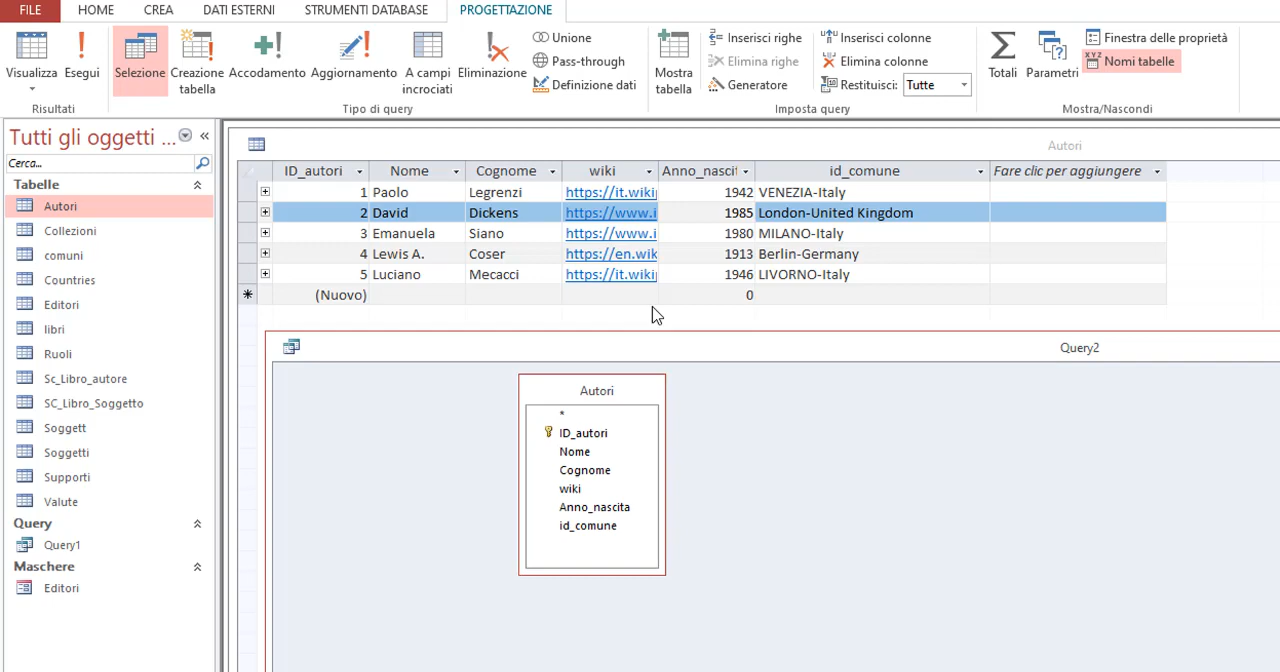 FILE HOME CREA DATI ESTERNI STRUMENTI DATABASE PROGETTAZIONE
Visualizza Esegui Selezione Creazione tabella Accodamento Aggiornamento A campi incrociati Eliminazione
Unione
Pass-through
Definizione dati
Mostra tabella
Inserisci righe
Elimina righe
Generatore
Inserisci colonne
Elimina colonne
Restituisci: Tutte
Totali Parametri
Finestra delle proprietà
XYZ Nomi tabelle
Risultati Tipo di query Imposta query Mostra/Nascondi
Tutti gli oggetti ... «
Cerca...
Tabelle
Autori
Collezioni
comuni
Countries
Editori
libri
Ruoli
Sc_Libro_autore
SC_Libro_Soggetto
Soggett
Soggetti
Supporti
Valute
Query
Query1
Maschere
Editori
Autori
ID_autori Nome Cognome wiki Anno_nascit id_comune Fare clic per aggiungere
1 Paolo Legrenzi https://it.wiki 1942 VENEZIA-Italy
2 David Dickens https://www.i 1985 London-United Kingdom
3 Emanuela Siano https://www.i 1980 MILANO-Italy
4 Lewis A. Coser https://en.wik 1913 Berlin-Germany
5 Luciano Mecacci https://it.wiki 1946 LIVORNO-Italy
(Nuovo) 0
Query2
Autori
*
ID_autori
Nome
Cognome
wiki
Anno_nascita
id_comune